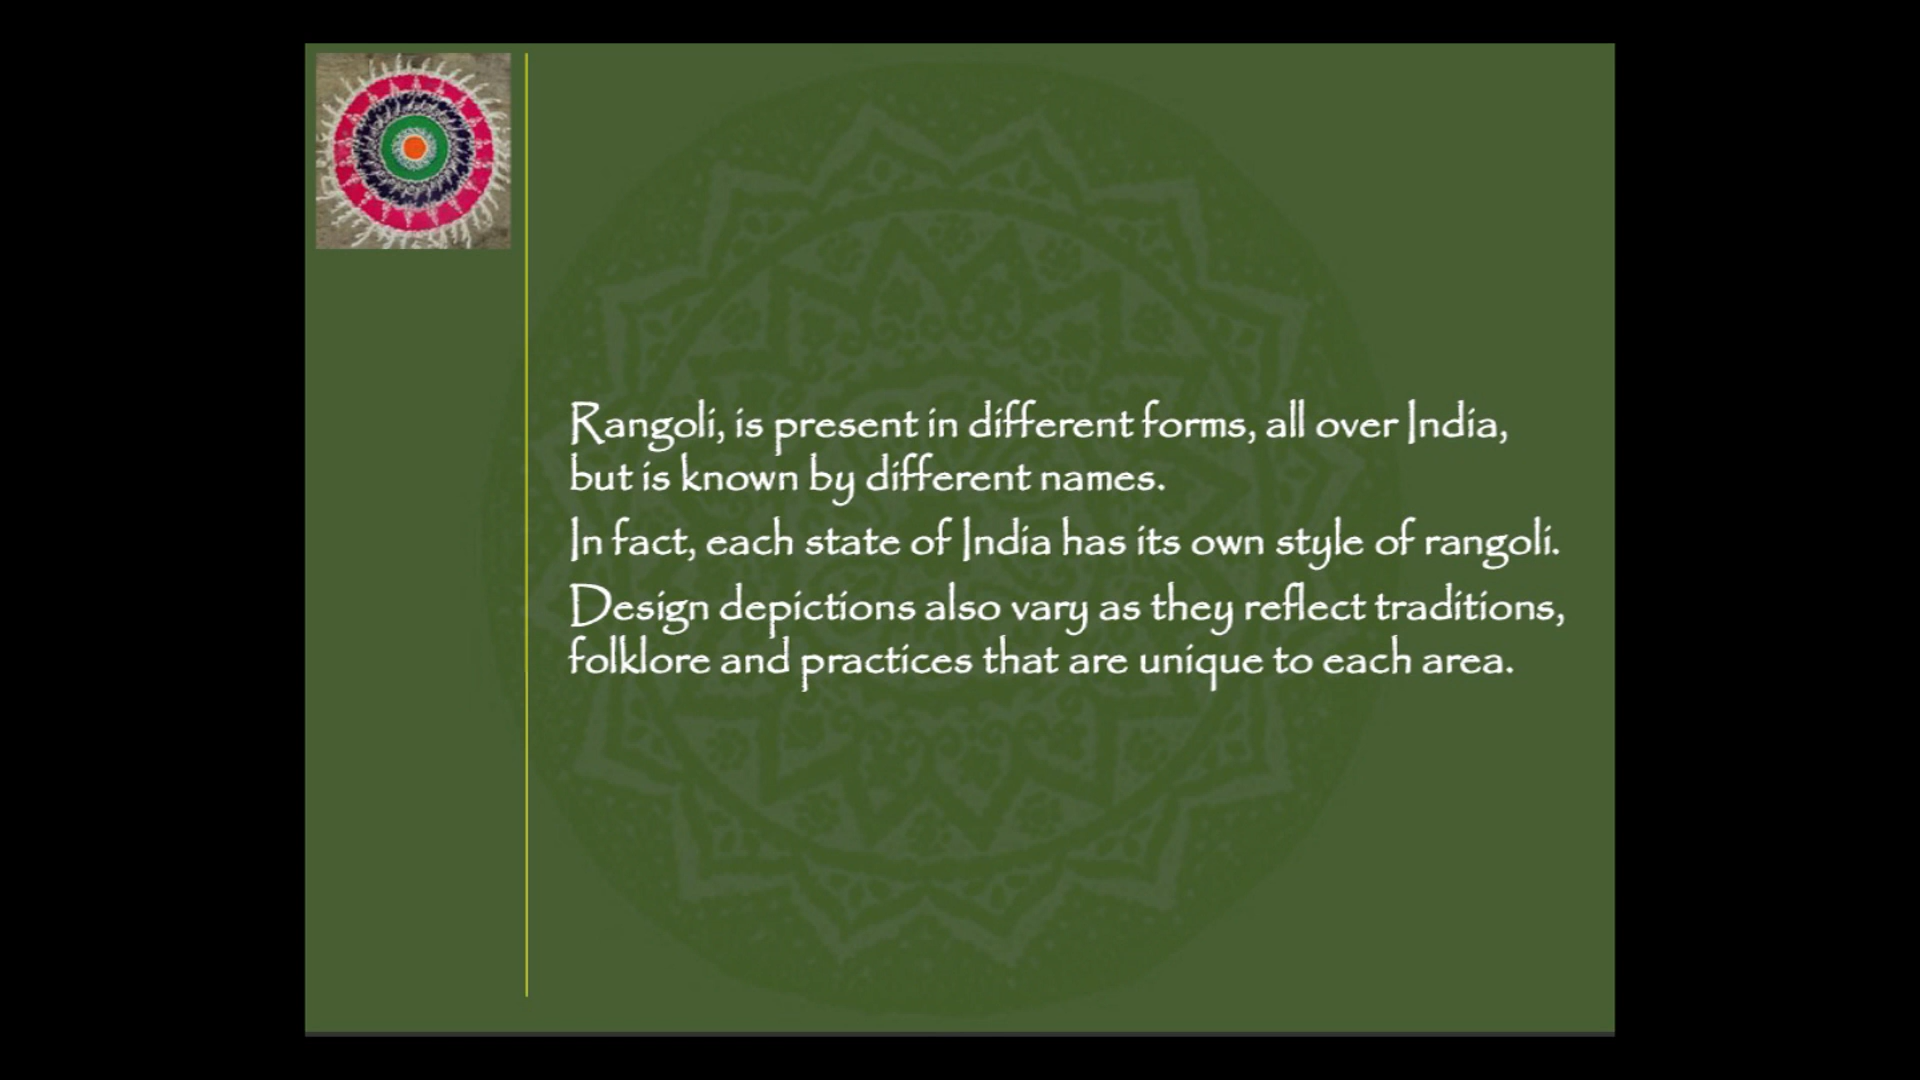 Rangoli, is present in different forms, all over India,
but is known by different names.
In fact, each state of India has its own style of rangoli.
Design depictions also vary as they reflect traditions,
folklore and practices that are unique to each area.